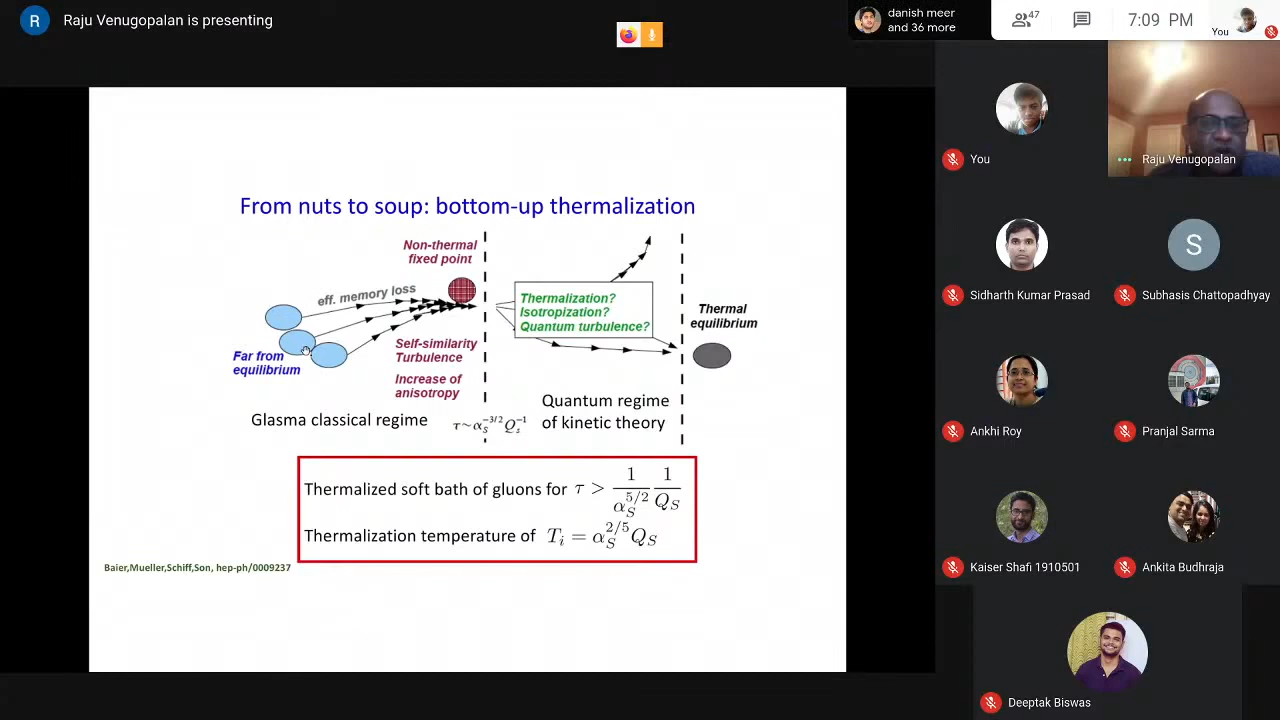 R
Raju Venugopalan is presenting
danish meer
and 36 more
47
7:09 PM
You
From nuts to soup: bottom-up thermalization
Non-thermal
fixed point
eff. memory loss
Thermalization?
Isotropization?
Quantum turbulence?
Thermal
equilibrium
Far from
equilibrium
Self-similarity
Turbulence
Increase of
anisotropy
Glasma classical regime
τ~α_S^{-3/2}Q_s^{-1}
Quantum regime
of kinetic theory
Thermalized soft bath of gluons for τ > \frac{1}{α_S^{5/2}} \frac{1}{Q_S}
Thermalization temperature of T_i = α_S^{2/5}Q_S
Baier,Mueller,Schiff,Son, hep-ph/0009237
You
Raju Venugopalan
S
Sidharth Kumar Prasad
Subhasis Chattopadhyay
Ankhi Roy
Pranjal Sarma
Kaiser Shafi 1910501
Ankita Budhraja
Deeptak Biswas